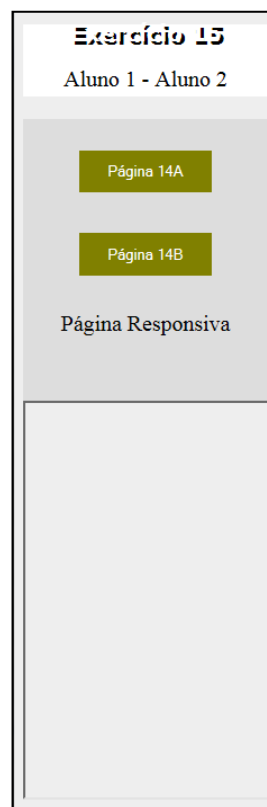 Exercício 15
Aluno 1 - Aluno 2
Página 14A
Página 14B
Página Responsiva